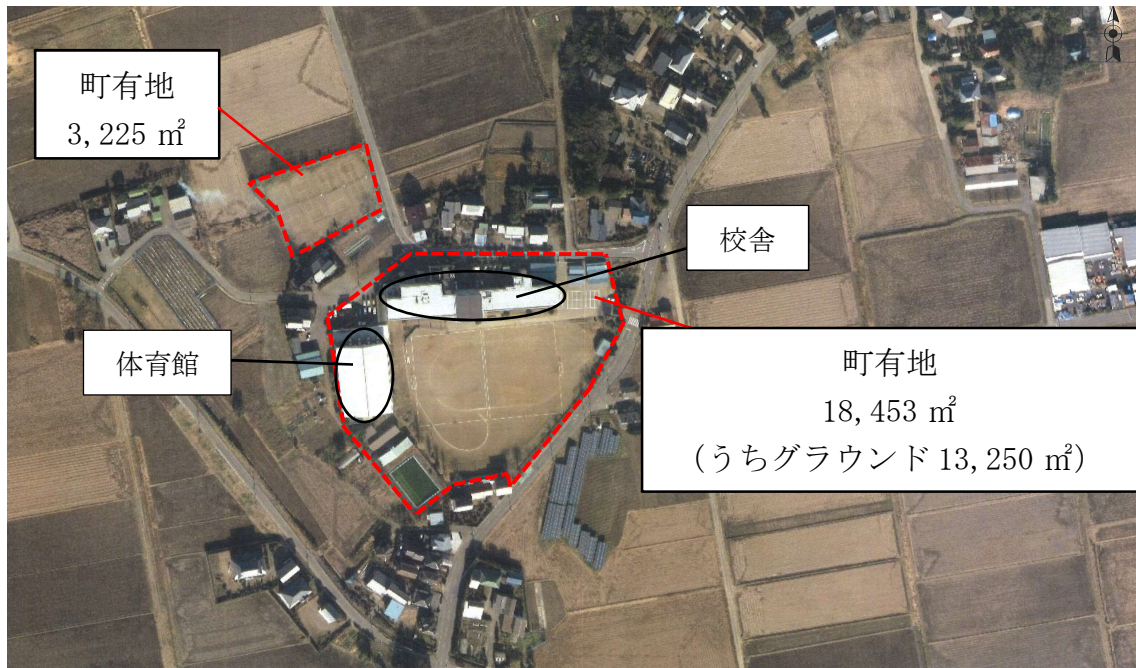 町有地
3,225 ㎡
校舎
体育館
町有地
18,453 ㎡
(うちグラウンド 13,250 ㎡)